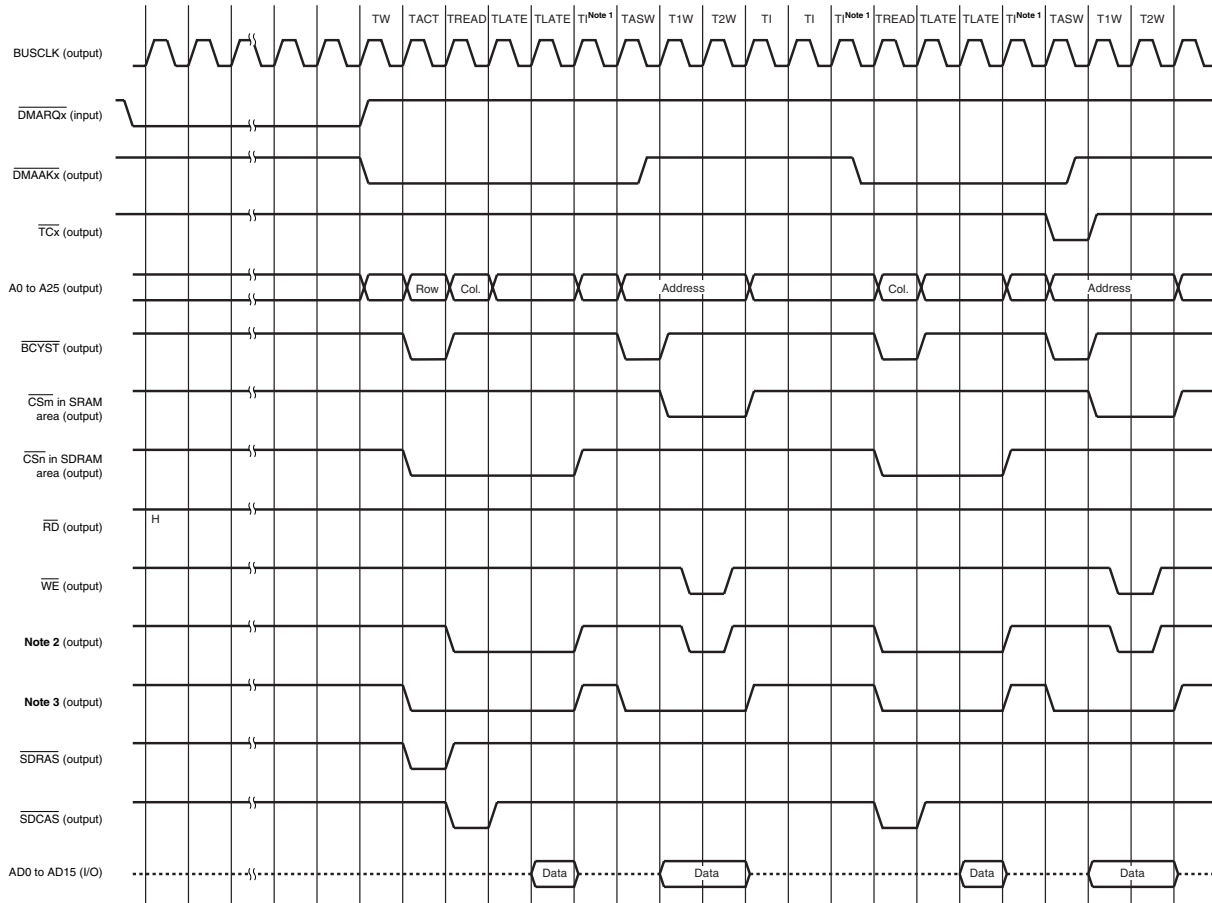 TW TACT TREAD TLATE TLATE TINote 1 TASW T1W T2W TI TI TINote 1 TREAD TLATE TLATE TINote 1 TASW T1W T2W
BUSCLK (output)
DMARQx (input)
DMAAKx (output)
TCx (output)
A0 to A25 (output) Row Col. Address Col. Address
BCYST (output)
CSm in SRAM
area (output)
CSn in SDRAM
area (output)
RD (output) H
WE (output)
Note 2 (output)
Note 3 (output)
SDRAS (output)
SDCAS (output)
AD0 to AD15 (I/O) Data Data Data Data